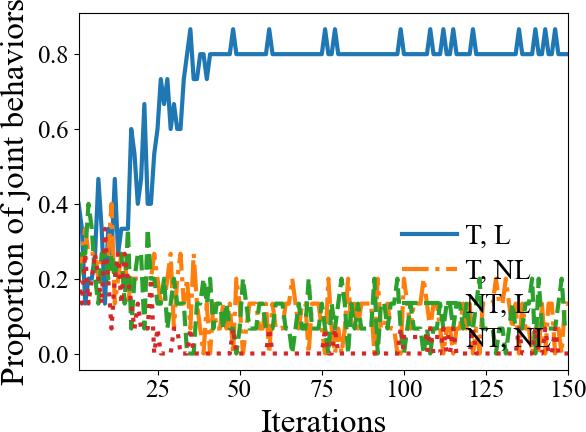 Proportion of joint behaviors
0.8
0.6
0.4
0.2
0.0
T, L
T, NL
NT, L
NT, NL
25 50 75 100 125 150
Iterations